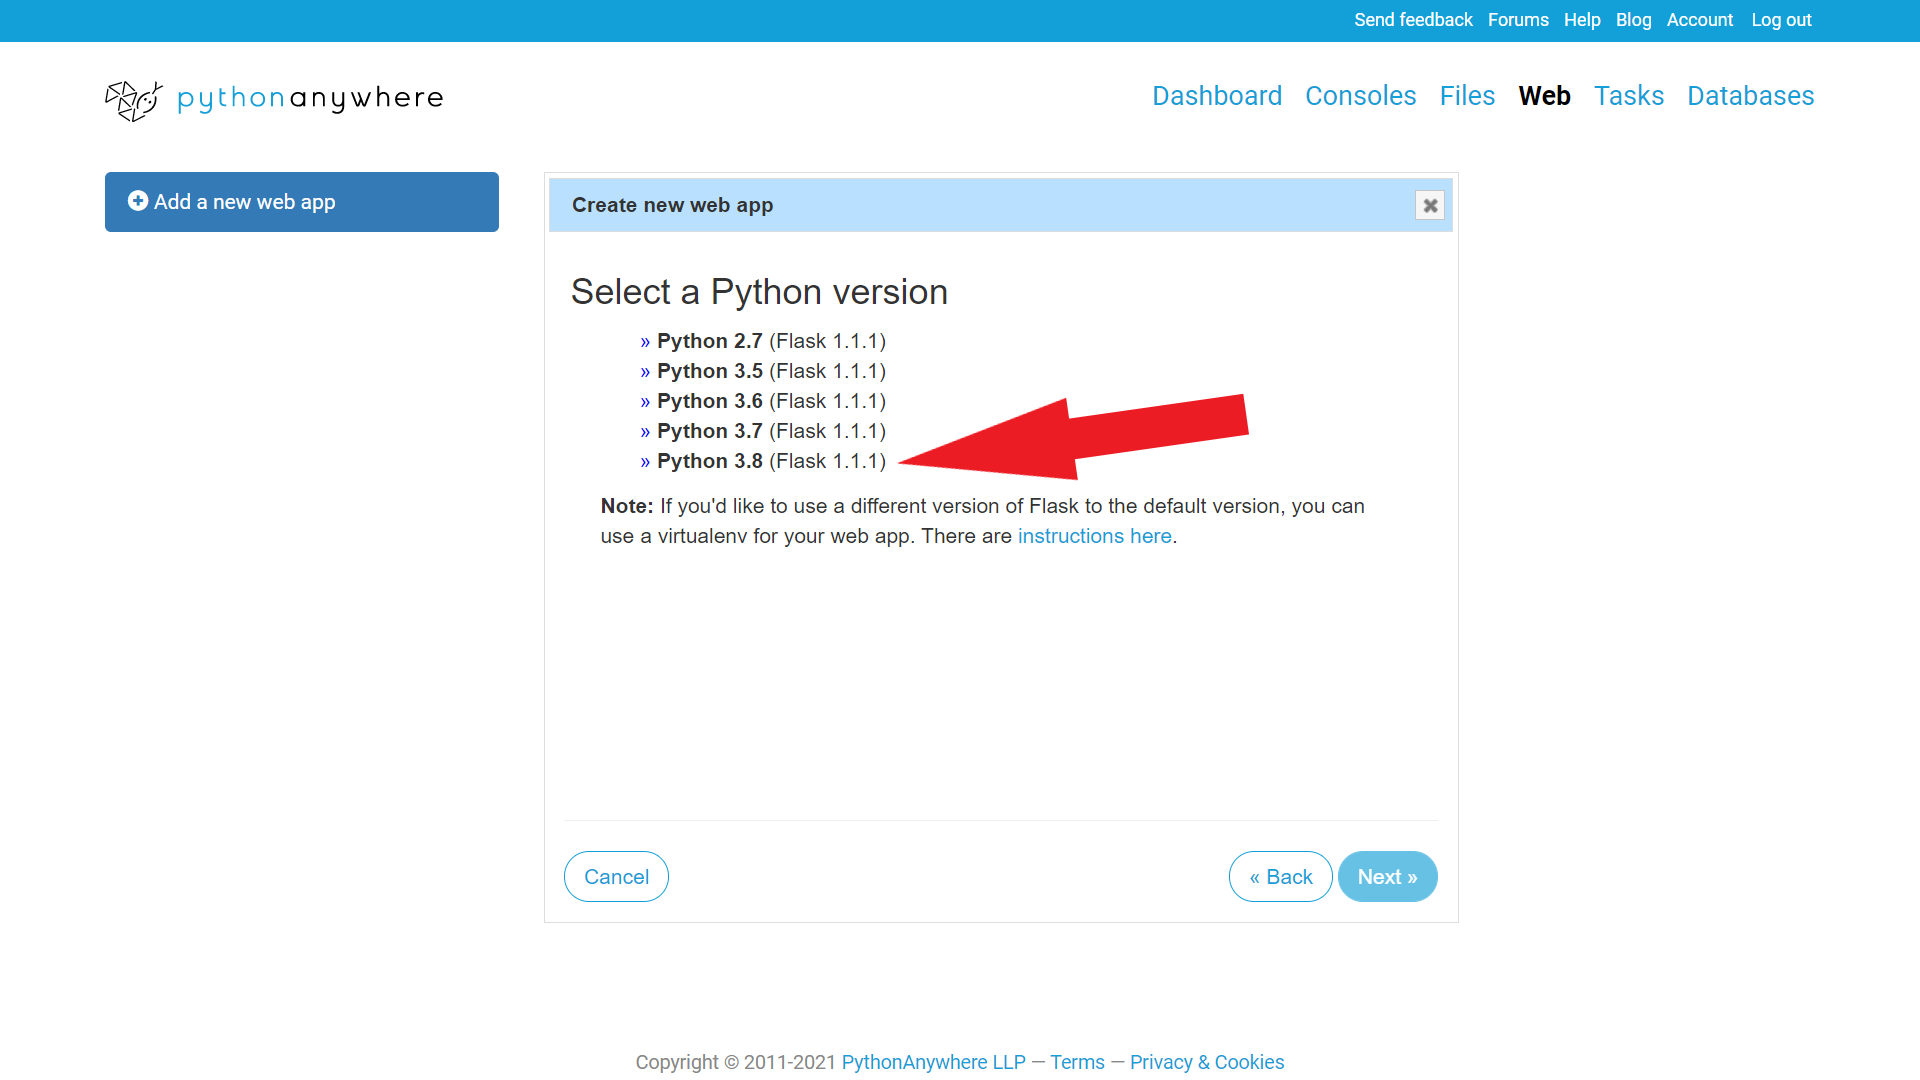 Send feedback Forums Help Blog Account Log out
pythonanywhere
Dashboard Consoles Files Web Tasks Databases
Add a new web app
Create new web app
Select a Python version
» Python 2.7 (Flask 1.1.1)
» Python 3.5 (Flask 1.1.1)
» Python 3.6 (Flask 1.1.1)
» Python 3.7 (Flask 1.1.1)
» Python 3.8 (Flask 1.1.1)
Note: If you'd like to use a different version of Flask to the default version, you can
use a virtualenv for your web app. There are instructions here.
Cancel
« Back
Next »
Copyright © 2011-2021 PythonAnywhere LLP — Terms — Privacy & Cookies